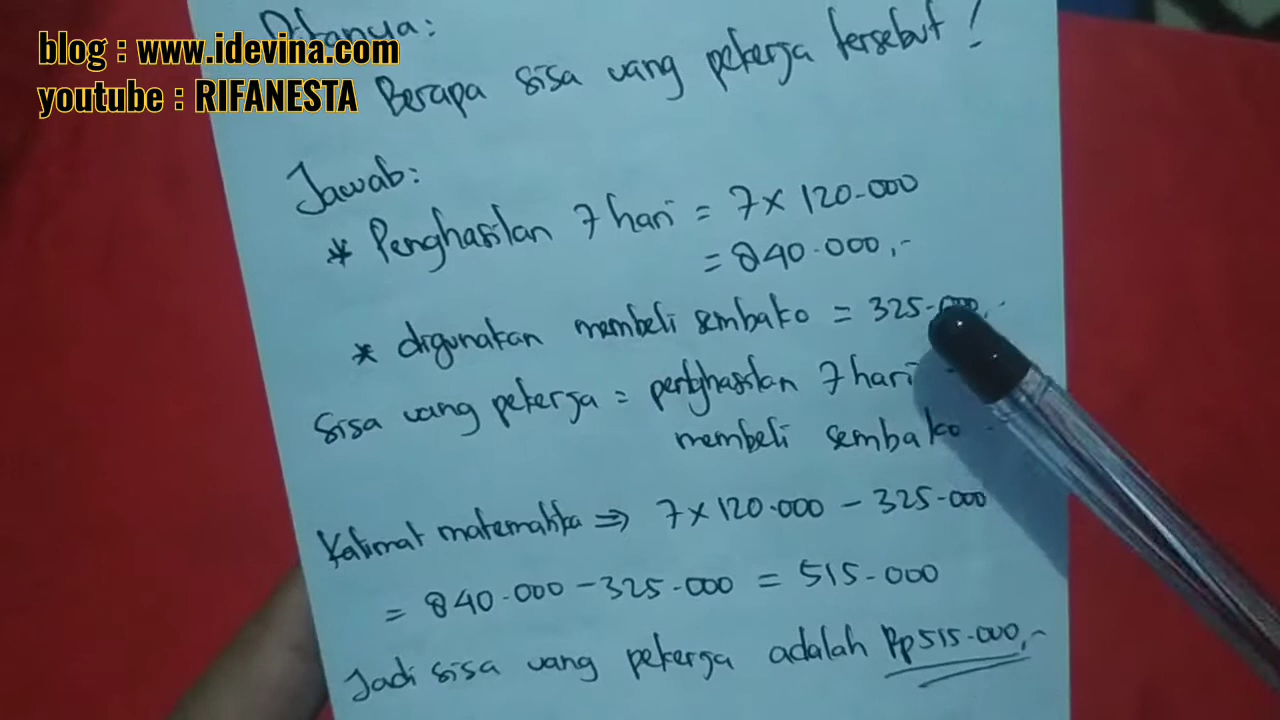 blog : www.idevina.com
youtube : RIFANESTA
Ditanya:
Berapa sisa uang pekerja tersebut!
Jawab:
* Penghasilan 7 hari = 7 x 120.000
= 840.000,-
* digunakan membeli sembako = 325.000,-
Sisa uang pekerja = penghasilan 7 hari -
membeli sembako.
Kalimat matematika => 7 x 120.000 - 325.000
= 840.000 - 325.000 = 515.000
Jadi sisa uang pekerja adalah Rp515.000,-